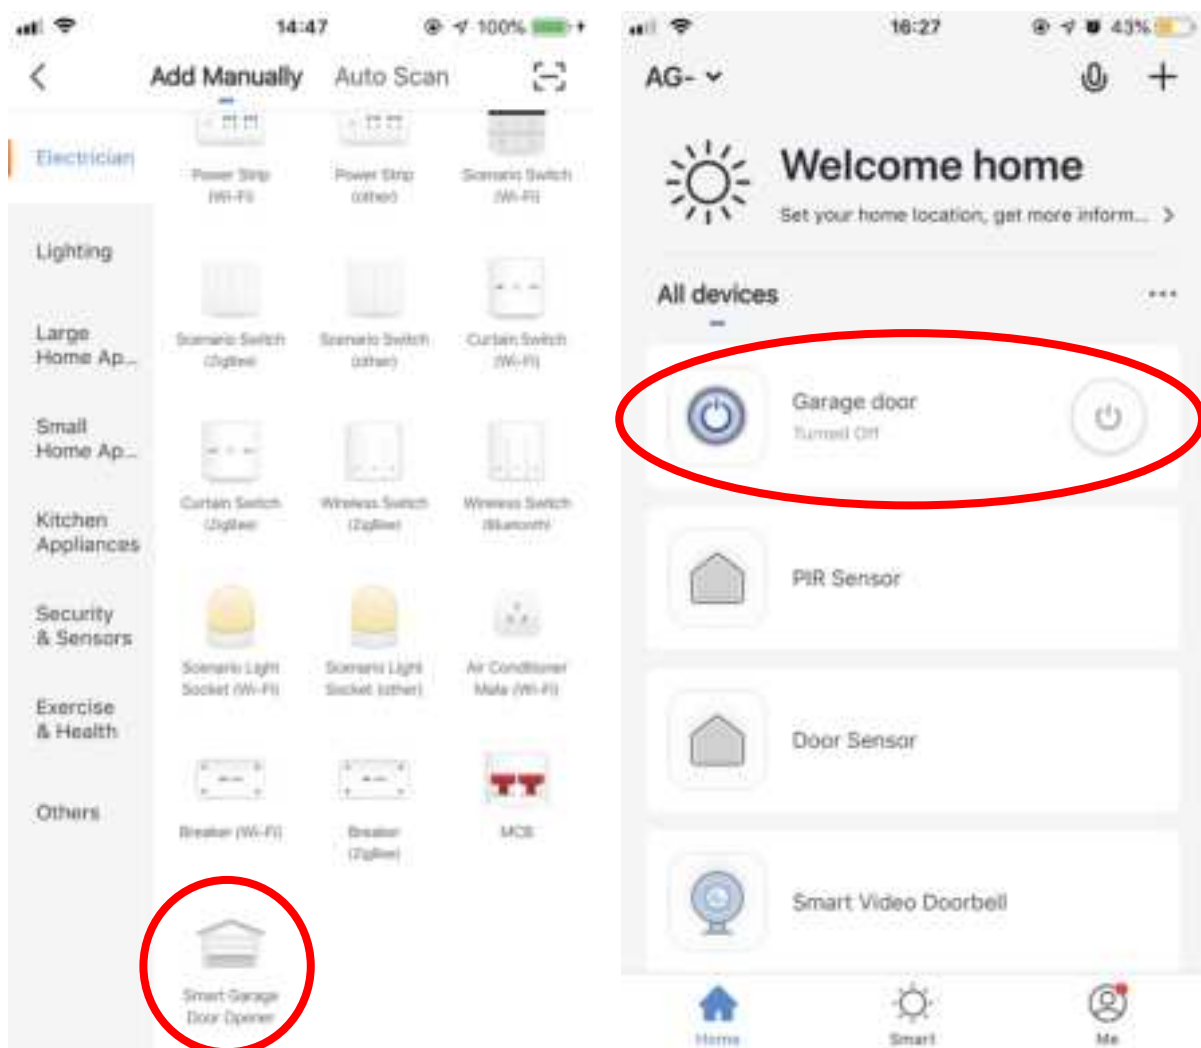 14:47
100%
Add Manually
Auto Scan
Electrician
Lighting
Large
Home Ap...
Small
Home Ap...
Kitchen
Appliances
Security
& Sensors
Exercise
& Health
Others
Power Strip
(Wi-Fi)
Power Strip
(other)
Scenario Switch
(Wi-Fi)
Scenario Switch
(ZigBee)
Scenario Switch
(other)
Curtain Switch
(Wi-Fi)
Curtain Switch
(ZigBee)
Wireless Switch
(ZigBee)
Wireless Switch
(Bluetooth)
Scenario Light
Socket (Wi-Fi)
Scenario Light
Socket (other)
Air Conditioner
Mate (Wi-Fi)
Breaker (Wi-Fi)
Breaker
(ZigBee)
MCB
Smart Garage
Door Opener
16:27
43%
AG-
Welcome home
Set your home location, get more inform...
All devices
Garage door
Turned Off
PIR Sensor
Door Sensor
Smart Video Doorbell
Home
Smart
Me